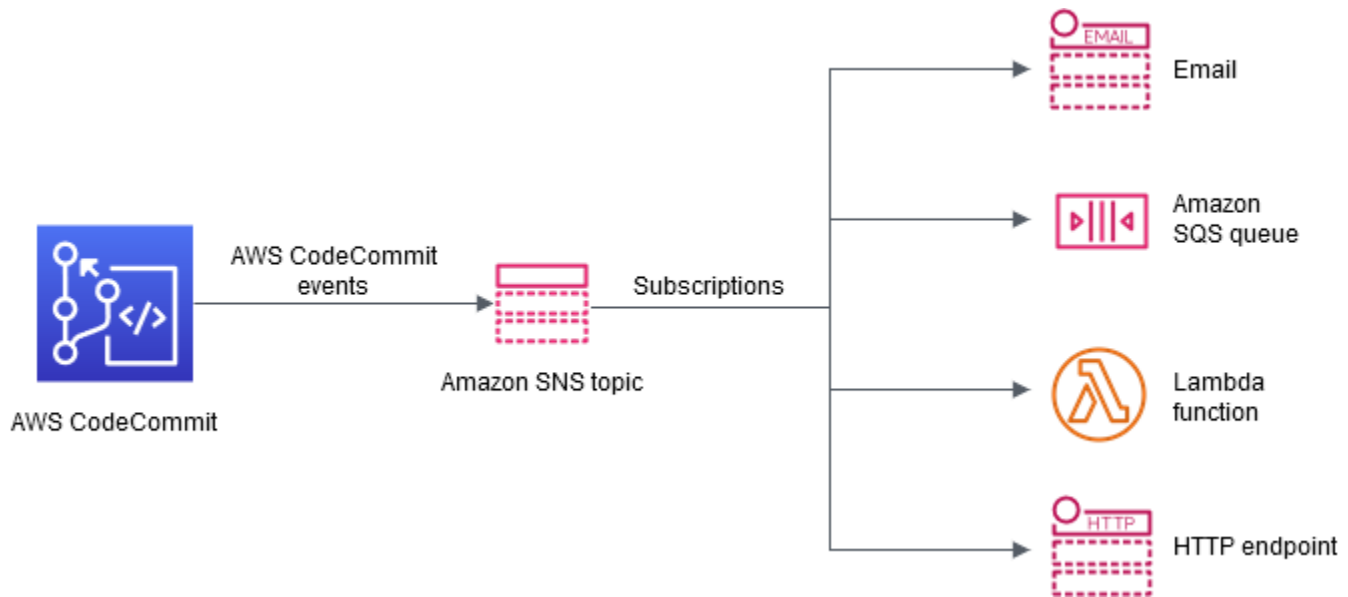 EMAIL
Email
Amazon
SQS queue
AWS CodeCommit
events
Subscriptions
</>
Amazon SNS topic
AWS CodeCommit
Lambda
function
HTTP
HTTP endpoint